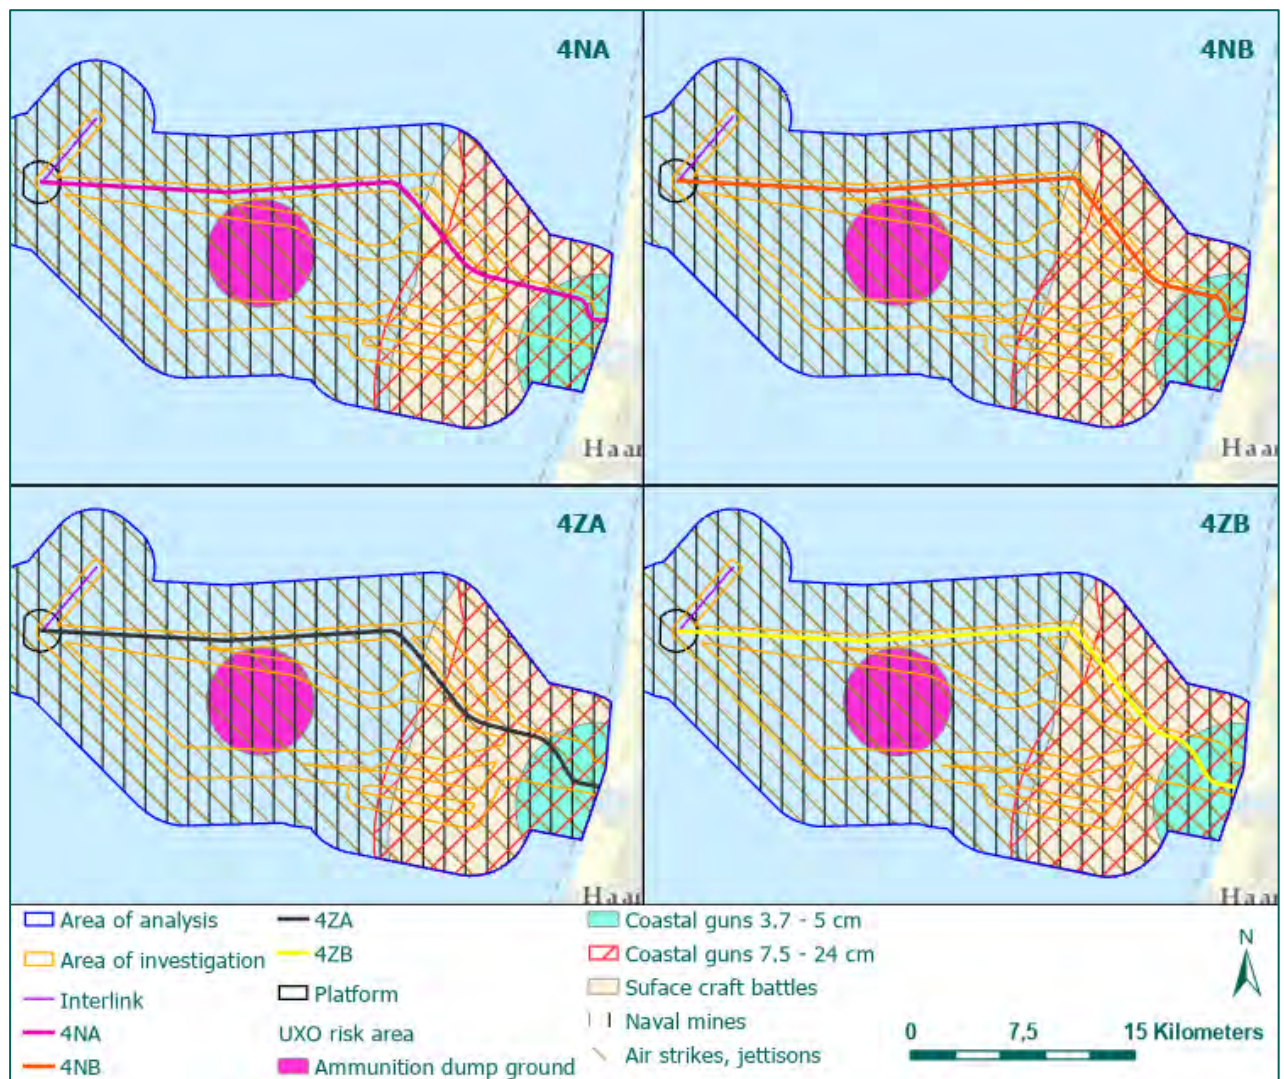 4NA
4NB
Haar
Haar
4ZA
4ZB
Haar
Haar
Area of analysis
Area of investigation
Interlink
4NA
4NB
4ZA
4ZB
Platform
UXO risk area
Ammunition dump ground
Coastal guns 3.7 - 5 cm
Coastal guns 7.5 - 24 cm
Suface craft battles
Naval mines
Air strikes, jettisons
N
0 7,5 15 Kilometers